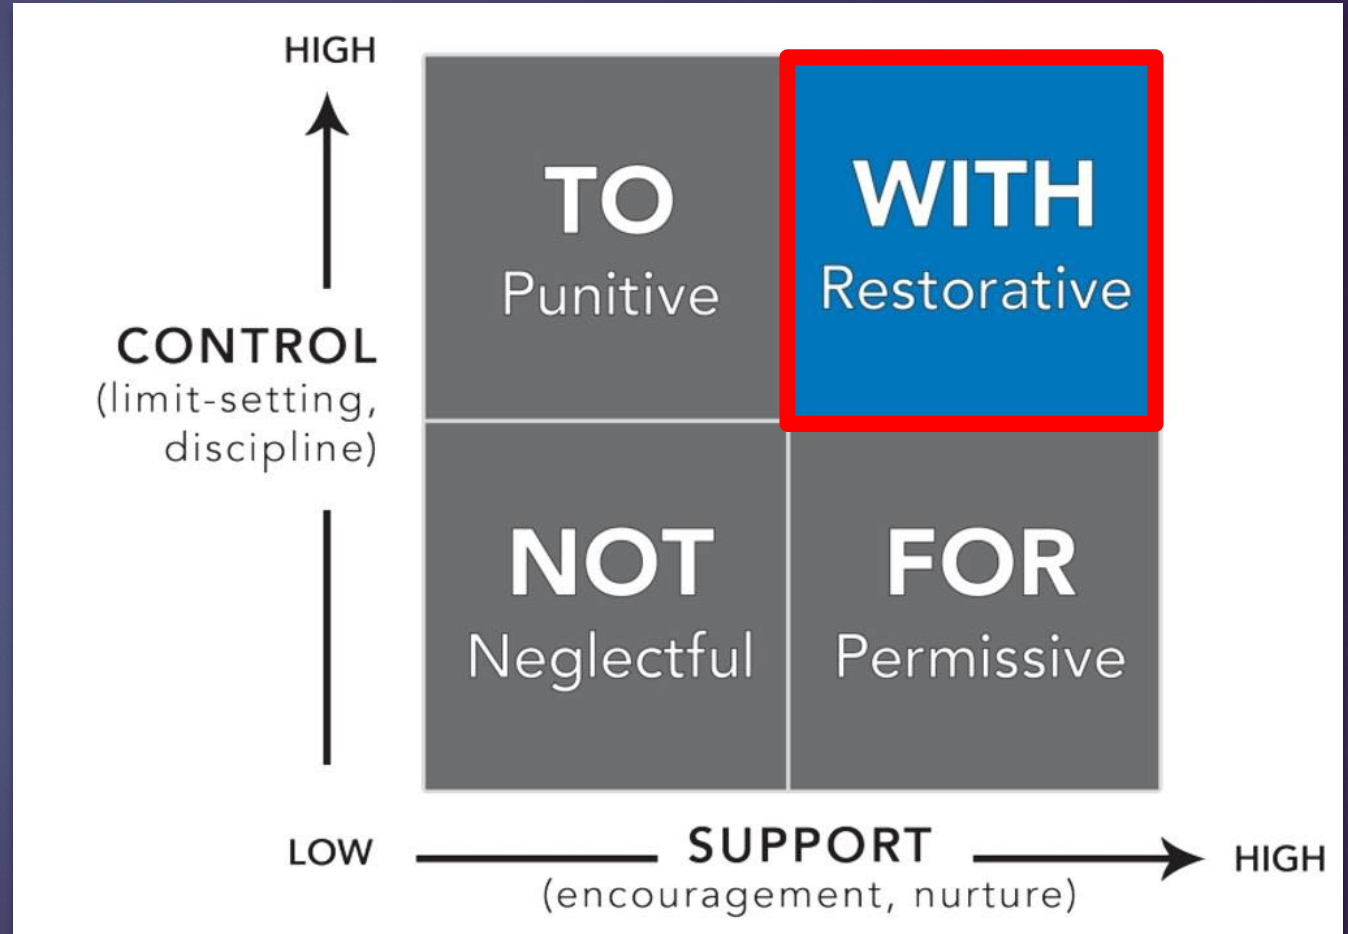 HIGH
TO
Punitive
WITH
Restorative
CONTROL
(limit-setting,
discipline)
NOT
Neglectful
FOR
Permissive
LOW
SUPPORT
HIGH
(encouragement, nurture)